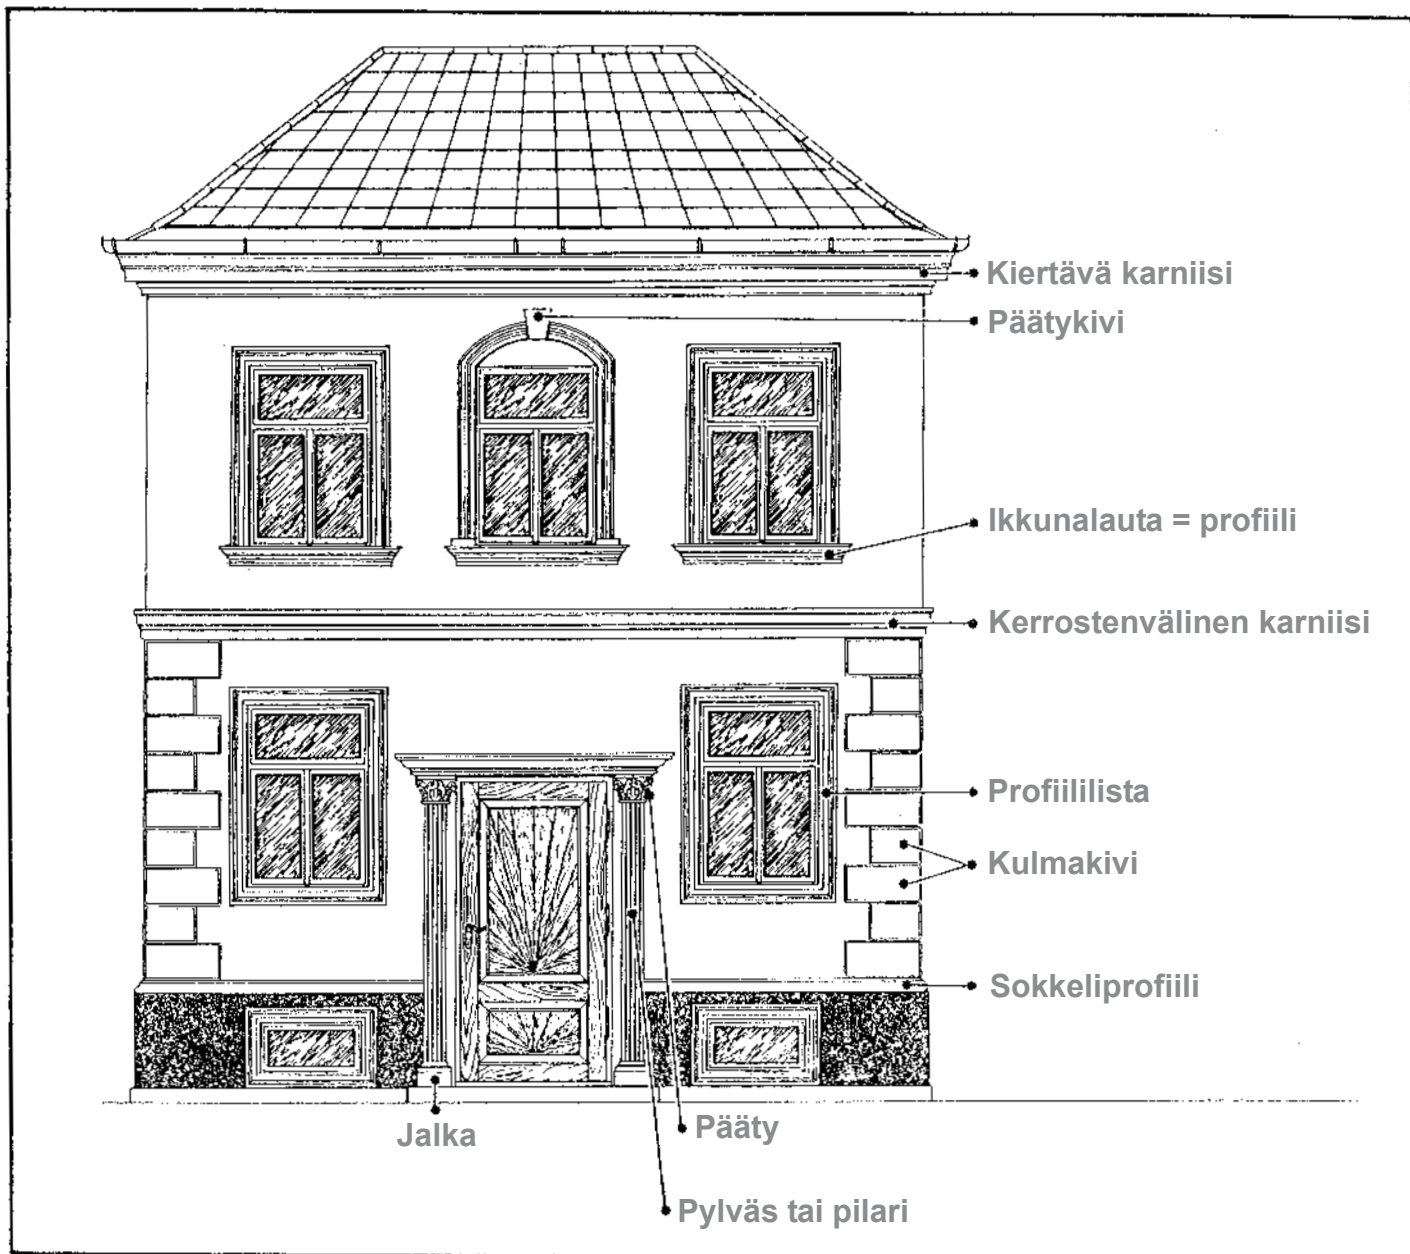 Kiertävä karniisi
Päätykivi
Ikkunalauta = profiili
Kerrostenvälinen karniisi
Profiililista
Kulmakivi
Sokkeliprofiili
Jalka
Pääty
Pylväs tai pilari